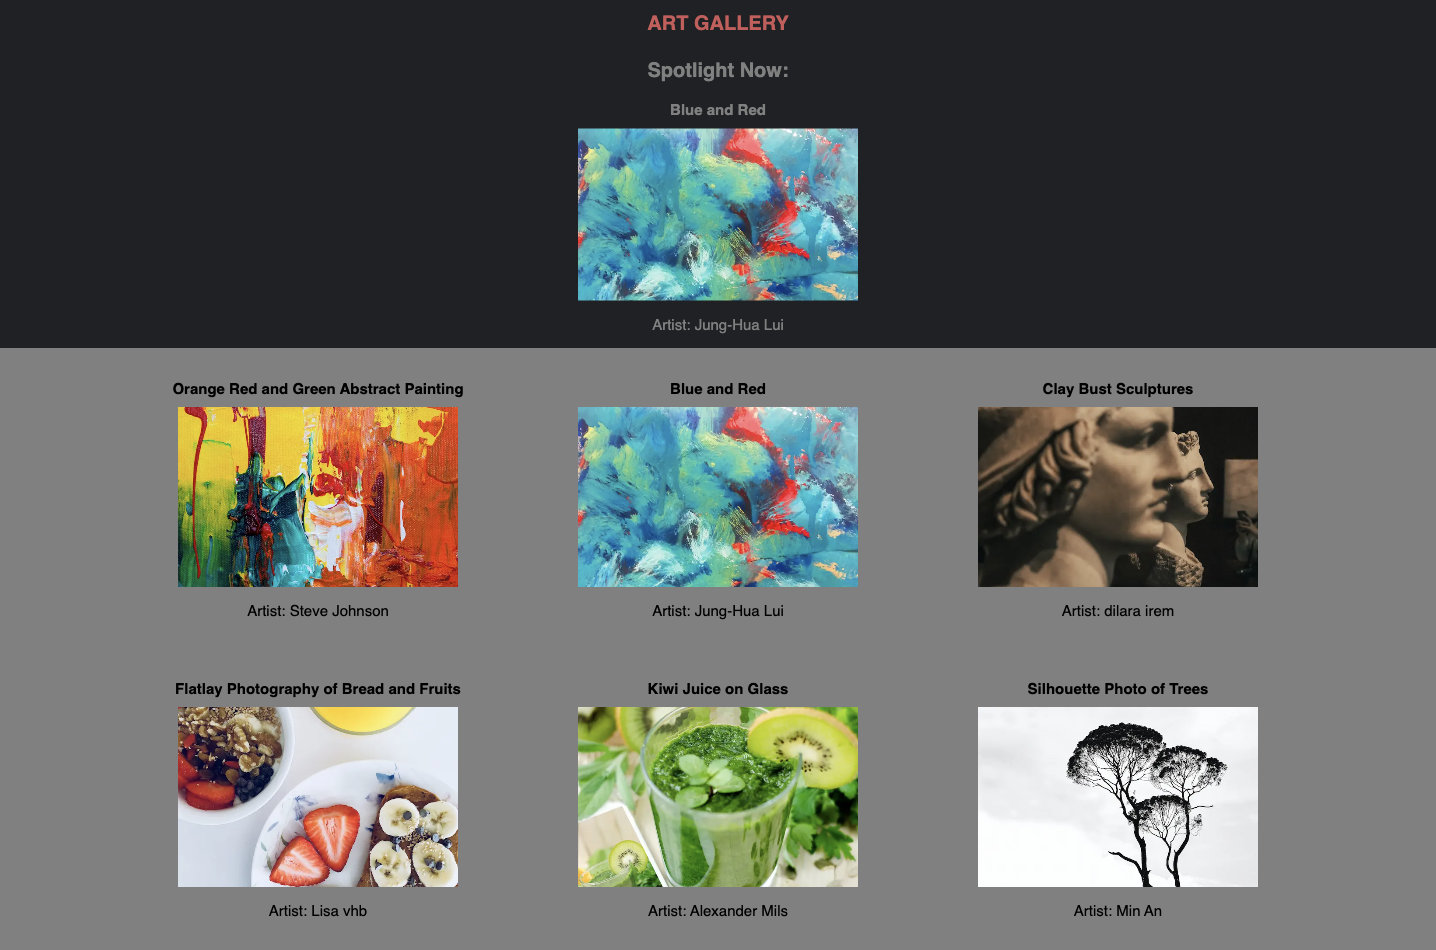 ART GALLERY
Spotlight Now:
Blue and Red
Artist: Jung-Hua Lui
Orange Red and Green Abstract Painting
Blue and Red
Clay Bust Sculptures
Artist: Steve Johnson
Artist: Jung-Hua Lui
Artist: dilara irem
Flatlay Photography of Bread and Fruits
Kiwi Juice on Glass
Silhouette Photo of Trees
Artist: Lisa vhb
Artist: Alexander Mils
Artist: Min An